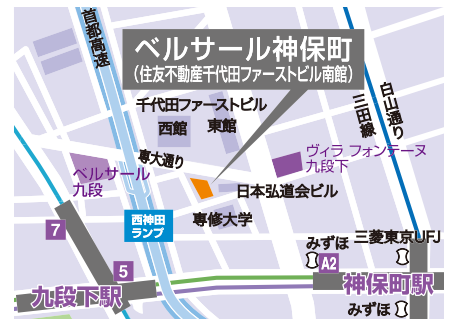 首都高速
ベルサール神保町
(住友不動産千代田ファーストビル南館)
白山通り
三田線
千代田ファーストビル
西館
東館
専大通り
ヴィラ フォンテーヌ
九段下
ベルサール
九段
日本弘道会ビル
専修大学
西神田
ランプ
7
みずほ
三菱東京UFJ
5
A2
九段下駅
神保町駅
みずほ